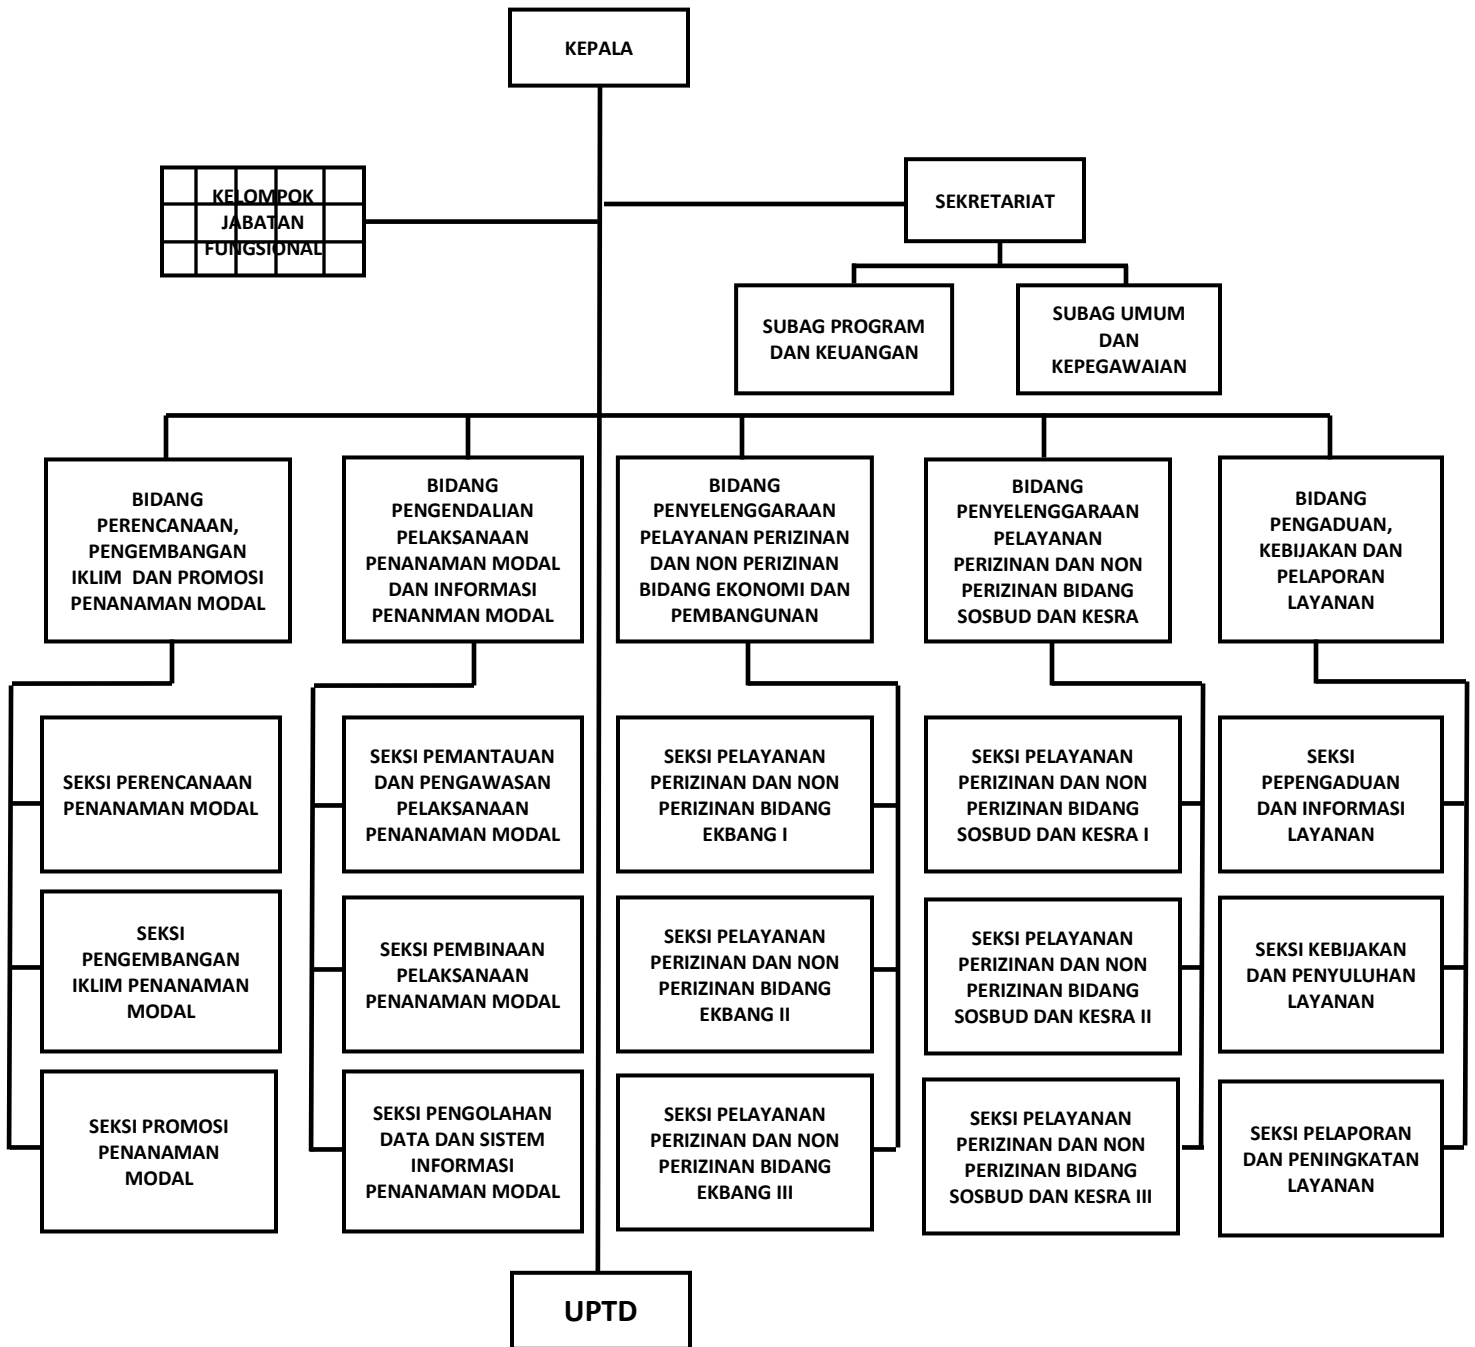 KEPALA
KELOMPOK
JABATAN
FUNGSIONAL
SEKRETARIAT
SUBAG PROGRAM
DAN KEUANGAN
SUBAG UMUM
DAN
KEPEGAWAIAN
BIDANG
PERENCANAAN,
PENGEMBANGAN
IKLIM DAN PROMOSI
PENANAMAN MODAL
BIDANG
PENGENDALIAN
PELAKSANAAN
PENANAMAN MODAL
DAN INFORMASI
PENANMAN MODAL
BIDANG
PENYELENGGARAAN
PELAYANAN PERIZINAN
DAN NON PERIZINAN
BIDANG EKONOMI DAN
PEMBANGUNAN
BIDANG
PENYELENGGARAAN
PELAYANAN
PERIZINAN DAN NON
PERIZINAN BIDANG
SOSBUD DAN KESRA
BIDANG
PENGADUAN,
KEBIJAKAN DAN
PELAPORAN
LAYANAN
SEKSI PERENCANAAN
PENANAMAN MODAL
SEKSI PEMANTAUAN
DAN PENGAWASAN
PELAKSANAAN
PENANAMAN MODAL
SEKSI PELAYANAN
PERIZINAN DAN NON
PERIZINAN BIDANG
EKBANG I
SEKSI PELAYANAN
PERIZINAN DAN NON
PERIZINAN BIDANG
SOSBUD DAN KESRA I
SEKSI
PEPENGADUAN
DAN INFORMASI
LAYANAN
SEKSI
PENGEMBANGAN
IKLIM PENANAMAN
MODAL
SEKSI PEMBINAAN
PELAKSANAAN
PENANAMAN MODAL
SEKSI PELAYANAN
PERIZINAN DAN NON
PERIZINAN BIDANG
EKBANG II
SEKSI PELAYANAN
PERIZINAN DAN NON
PERIZINAN BIDANG
SOSBUD DAN KESRA II
SEKSI KEBIJAKAN
DAN PENYULUHAN
LAYANAN
SEKSI PROMOSI
PENANAMAN
MODAL
SEKSI PENGOLAHAN
DATA DAN SISTEM
INFORMASI
PENANAMAN MODAL
SEKSI PELAYANAN
PERIZINAN DAN NON
PERIZINAN BIDANG
EKBANG III
SEKSI PELAYANAN
PERIZINAN DAN NON
PERIZINAN BIDANG
SOSBUD DAN KESRA III
SEKSI PELAPORAN
DAN PENINGKATAN
LAYANAN
UPTD